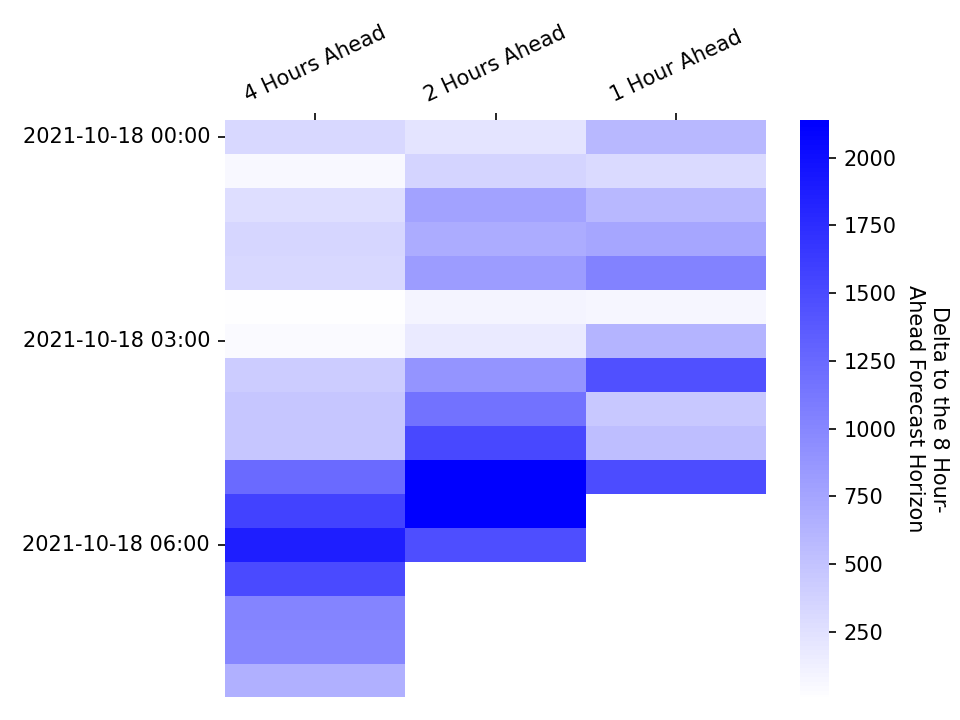 4 Hours Ahead
2 Hours Ahead
1 Hour Ahead
2021-10-18 00:00
2021-10-18 03:00
2021-10-18 06:00
2000
1750
1500
1250
1000
750
500
250
Delta to the 8 Hour-
Ahead Forecast Horizon